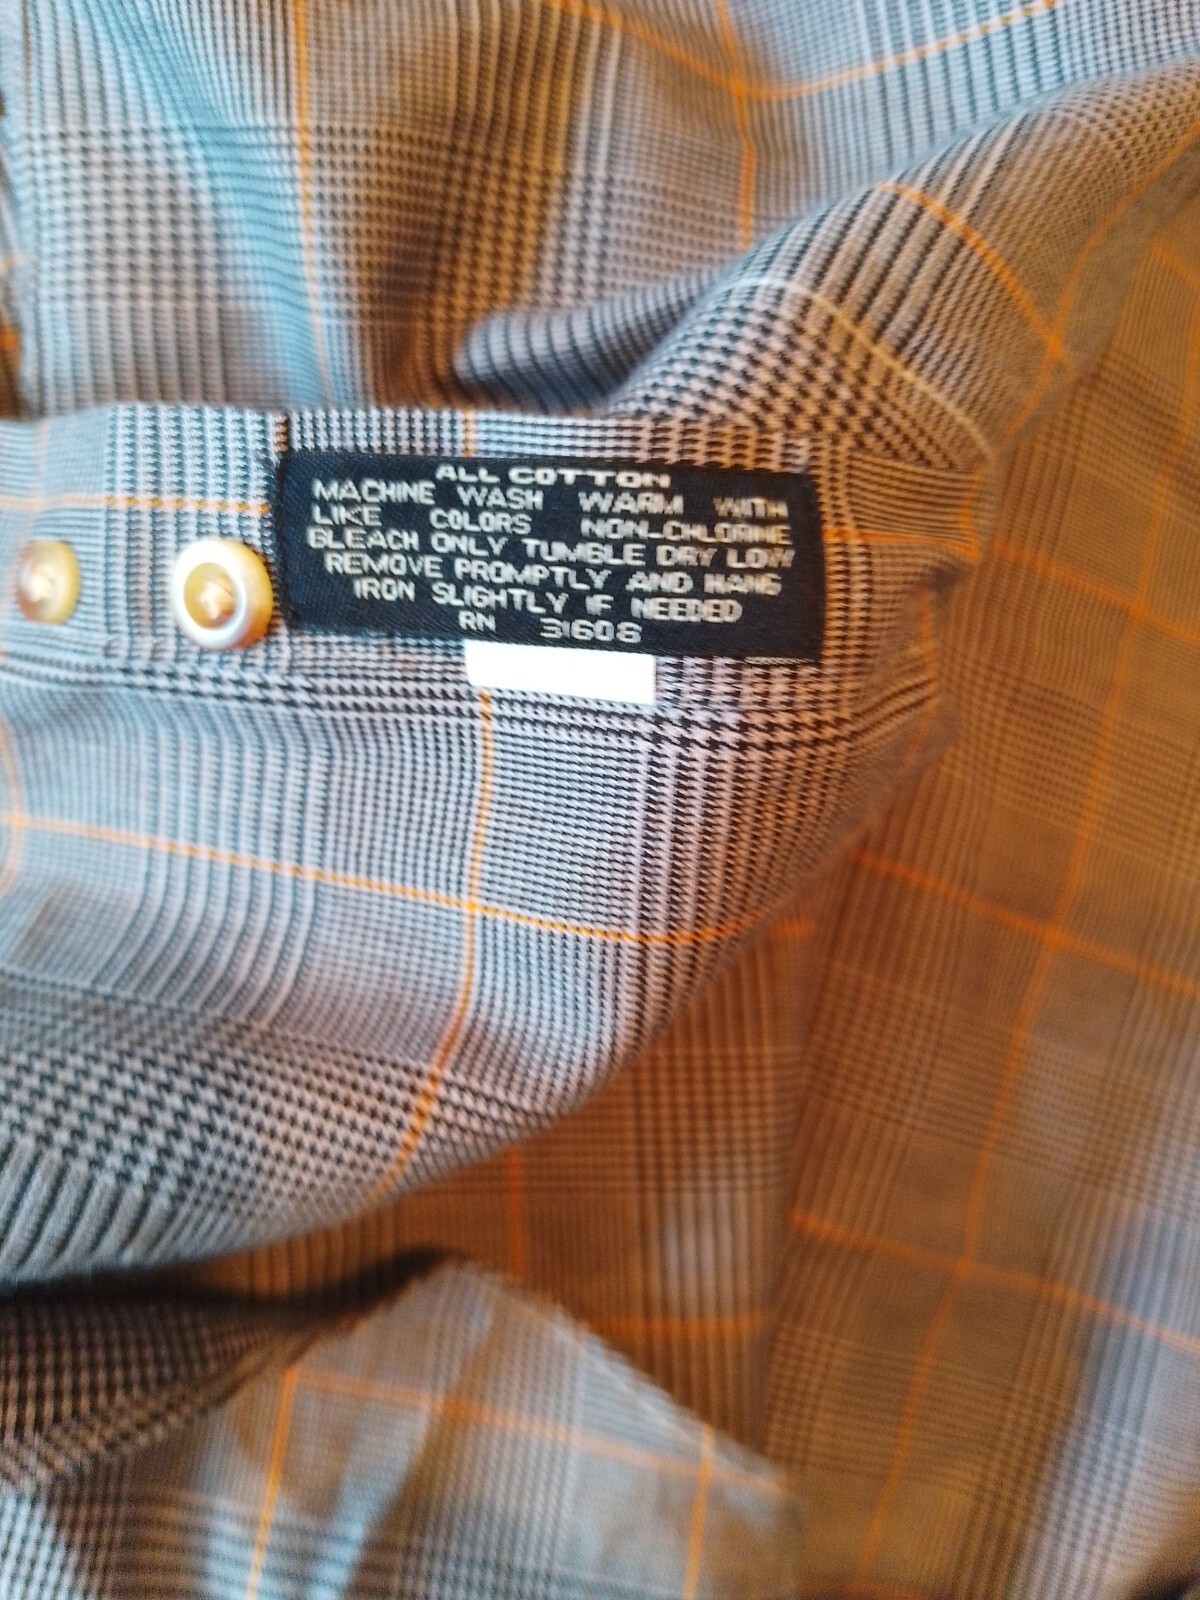 ALL COTTON
MACHINE WASH WARM WITH
LIKE COLORS NON-CHLORINE
BLEACH ONLY TUMBLE DRY LOW
REMOVE PROMPTLY AND HANG
IRON SLIGHTLY IF NEEDED
RN 31608